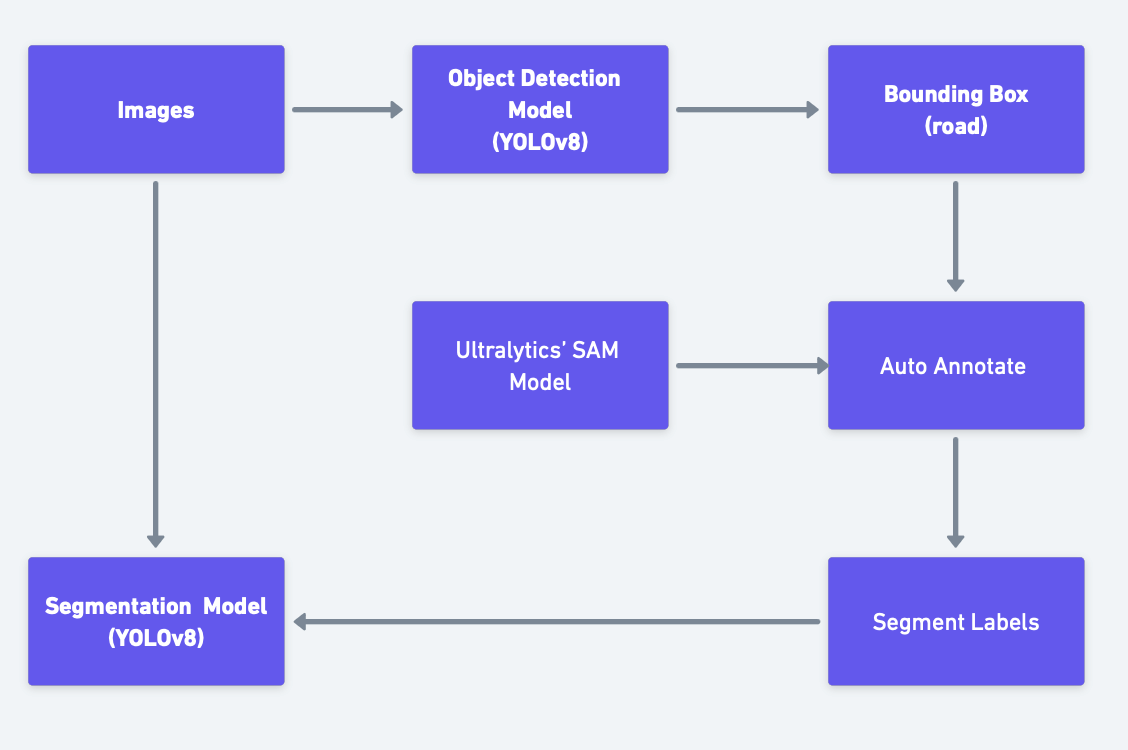 Images
Object Detection
Model
(YOLOv8)
Bounding Box
(road)
Ultralytics’ SAM
Model
Auto Annotate
Segmentation Model
(YOLOv8)
Segment Labels